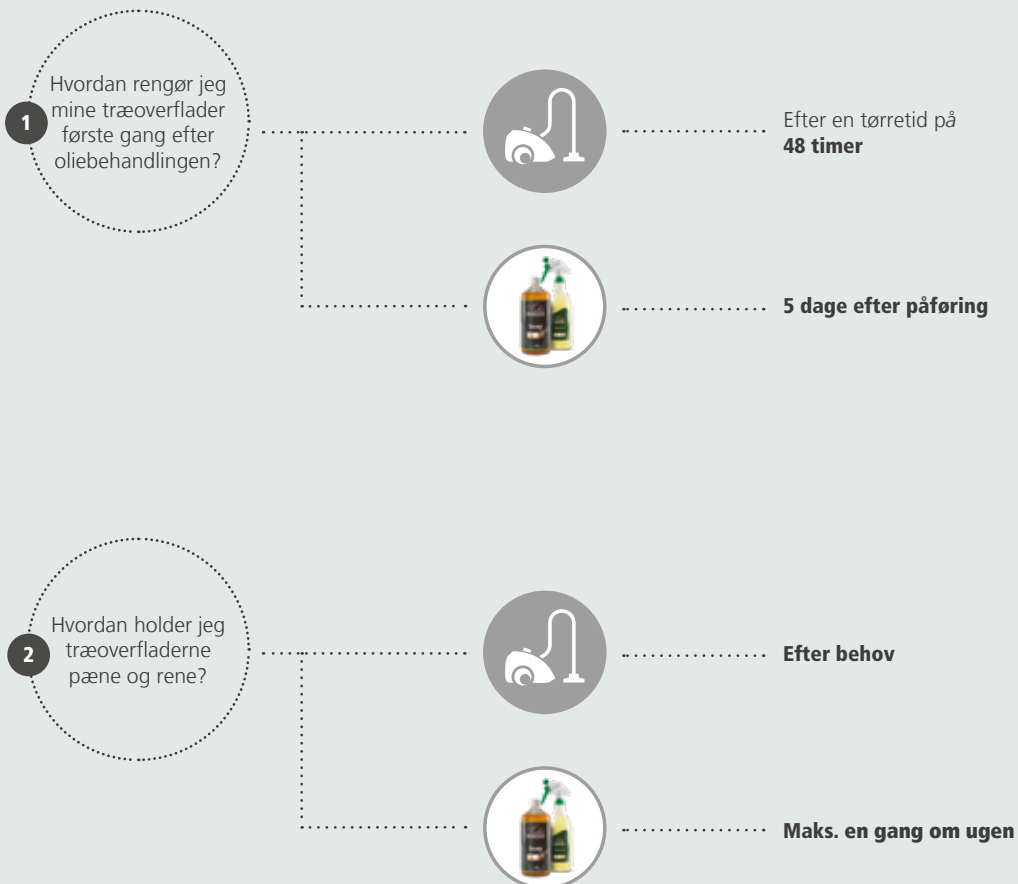 1
Hvordan rengør jeg
mine træoverflader
første gang efter
oliebehandlingen?
Efter en tørretid på
48 timer
5 dage efter påføring
2
Hvordan holder jeg
træoverfladerne
pæne og rene?
Efter behov
Maks. en gang om ugen